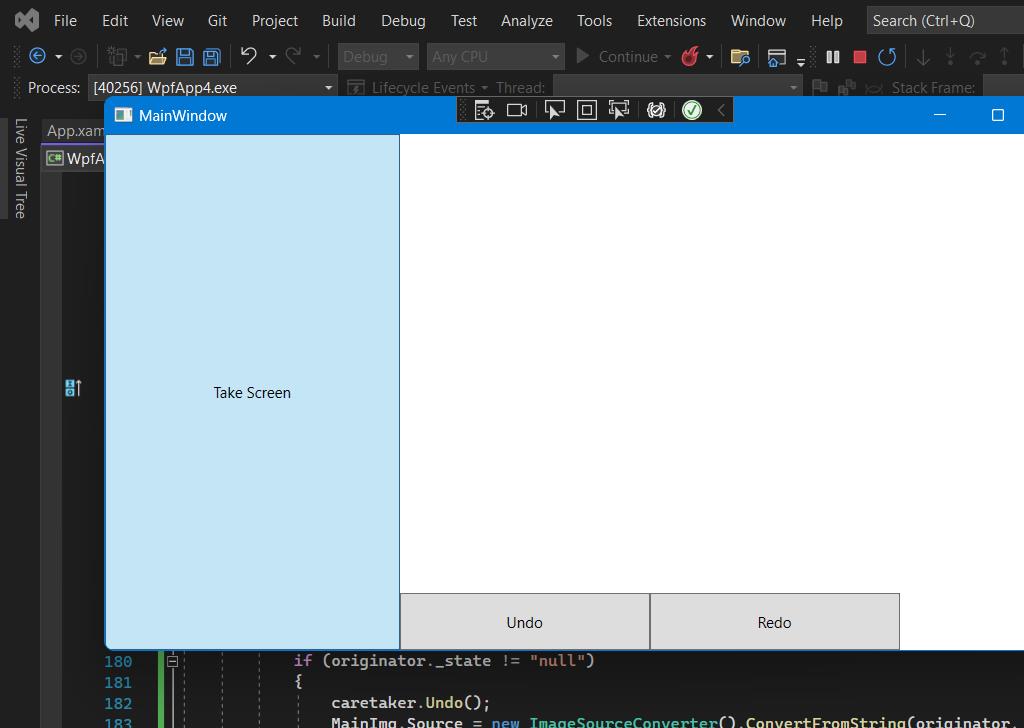 File Edit View Git Project Build Debug Test Analyze Tools Extensions Window Help Search (Ctrl+Q)
Debug Any CPU Continue
Process: [40256] WpfApp4.exe Lifecycle Events Thread: Stack Frame:
MainWindow
Live Visual Tree
App.xam
C# WpfA
Take Screen
Undo Redo
180 if (originator._state != "null")
181 {
182 caretaker.Undo();
183 MainImg.Source = new ImageSourceConverter().ConvertFromString(originator.